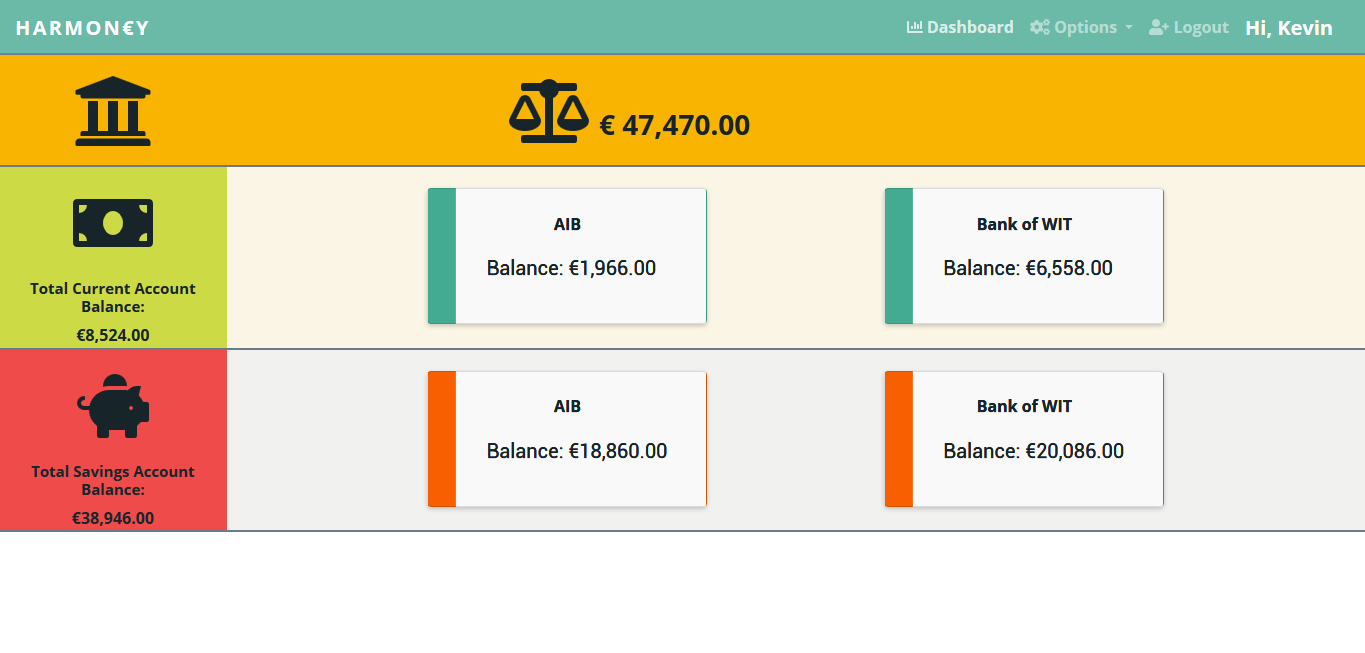 HARMON€Y
Dashboard Options Logout Hi, Kevin
€ 47,470.00
Total Current Account
Balance:
€8,524.00
AIB
Balance: €1,966.00
Bank of WIT
Balance: €6,558.00
Total Savings Account
Balance:
€38,946.00
AIB
Balance: €18,860.00
Bank of WIT
Balance: €20,086.00